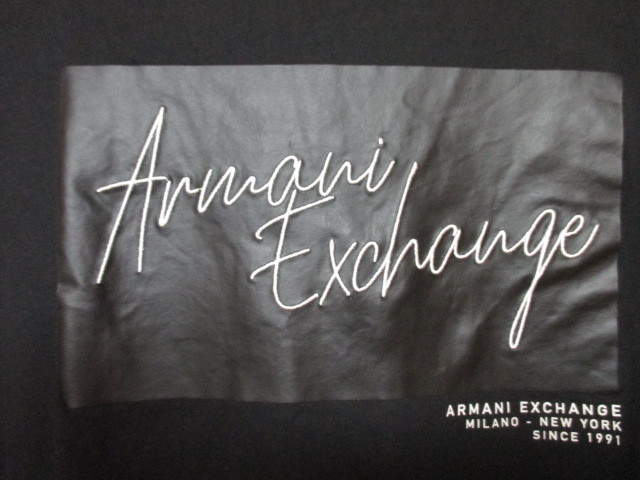 Armani
Exchange
ARMANI EXCHANGE
MILANO - NEW YORK
SINCE 1991